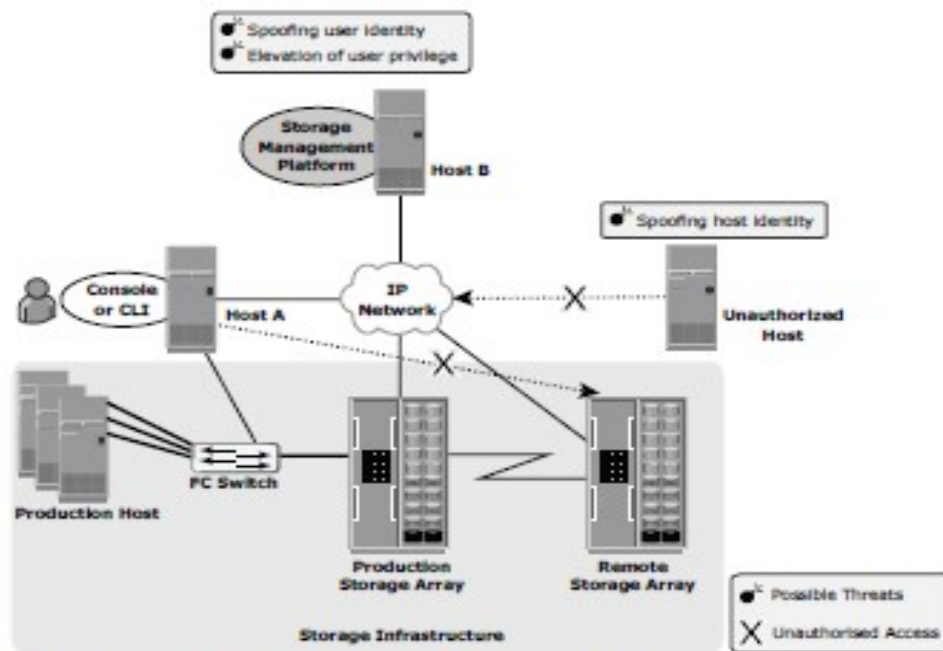 Spoofing user identity
Elevation of user privilege
Storage
Management
Platform
Host B
Spoofing host identity
Console
or CLI
Host A
IP
Network
Unauthorized
Host
FC Switch
Production Host
Production
Storage Array
Remote
Storage Array
Possible Threats
Storage Infrastructure
Unauthorised Access